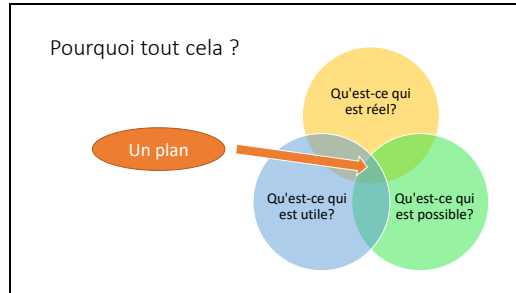 Pourquoi tout cela ?
Qu'est-ce qui
est réel?
Un plan
Qu'est-ce qui
est utile?
Qu'est-ce qui
est possible?